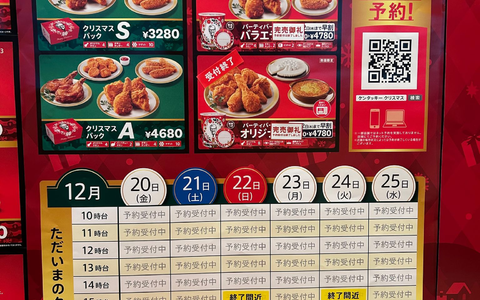 予約!
クリスマス
パック S ¥3280
パーティバーレル
バラエティ
完売御礼
早割
¥4780
受付終了
ケンタッキー クリスマス 検索
クリスマス
パック A ¥4680
パーティバーレル
オリジナル
完売御礼
早割
¥4780
12月 20日(金) 21日(土) 22日(日) 23日(月) 24日(火) 25日(水)
ただいまの
10時台 予約受付中 予約受付中 予約受付中 予約受付中 予約受付中 予約受付中
11時台 予約受付中 予約受付中 予約受付中 予約受付中 予約受付中 予約受付中
12時台 予約受付中 予約受付中 予約受付中 予約受付中 予約受付中 予約受付中
13時台 予約受付中 予約受付中 予約受付中 予約受付中 予約受付中 予約受付中
14時台 予約受付中 予約受付中 予約受付中 予約受付中 予約受付中 予約受付中
終了間近 終了間近